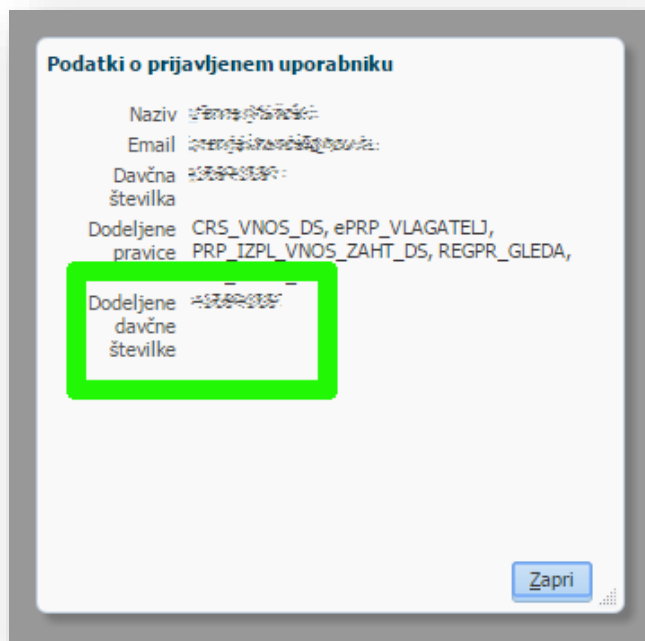 Podatki o prijavljenem uporabniku
Naziv
Email
Davčna
številka
Dodeljene CRS_VNOS_DS, ePRP_VLAGATELJ,
pravice PRP_IZPL_VNOS_ZAHT_DS, REGPR_GLEDA,
Dodeljene
davčne
številke
Zapri